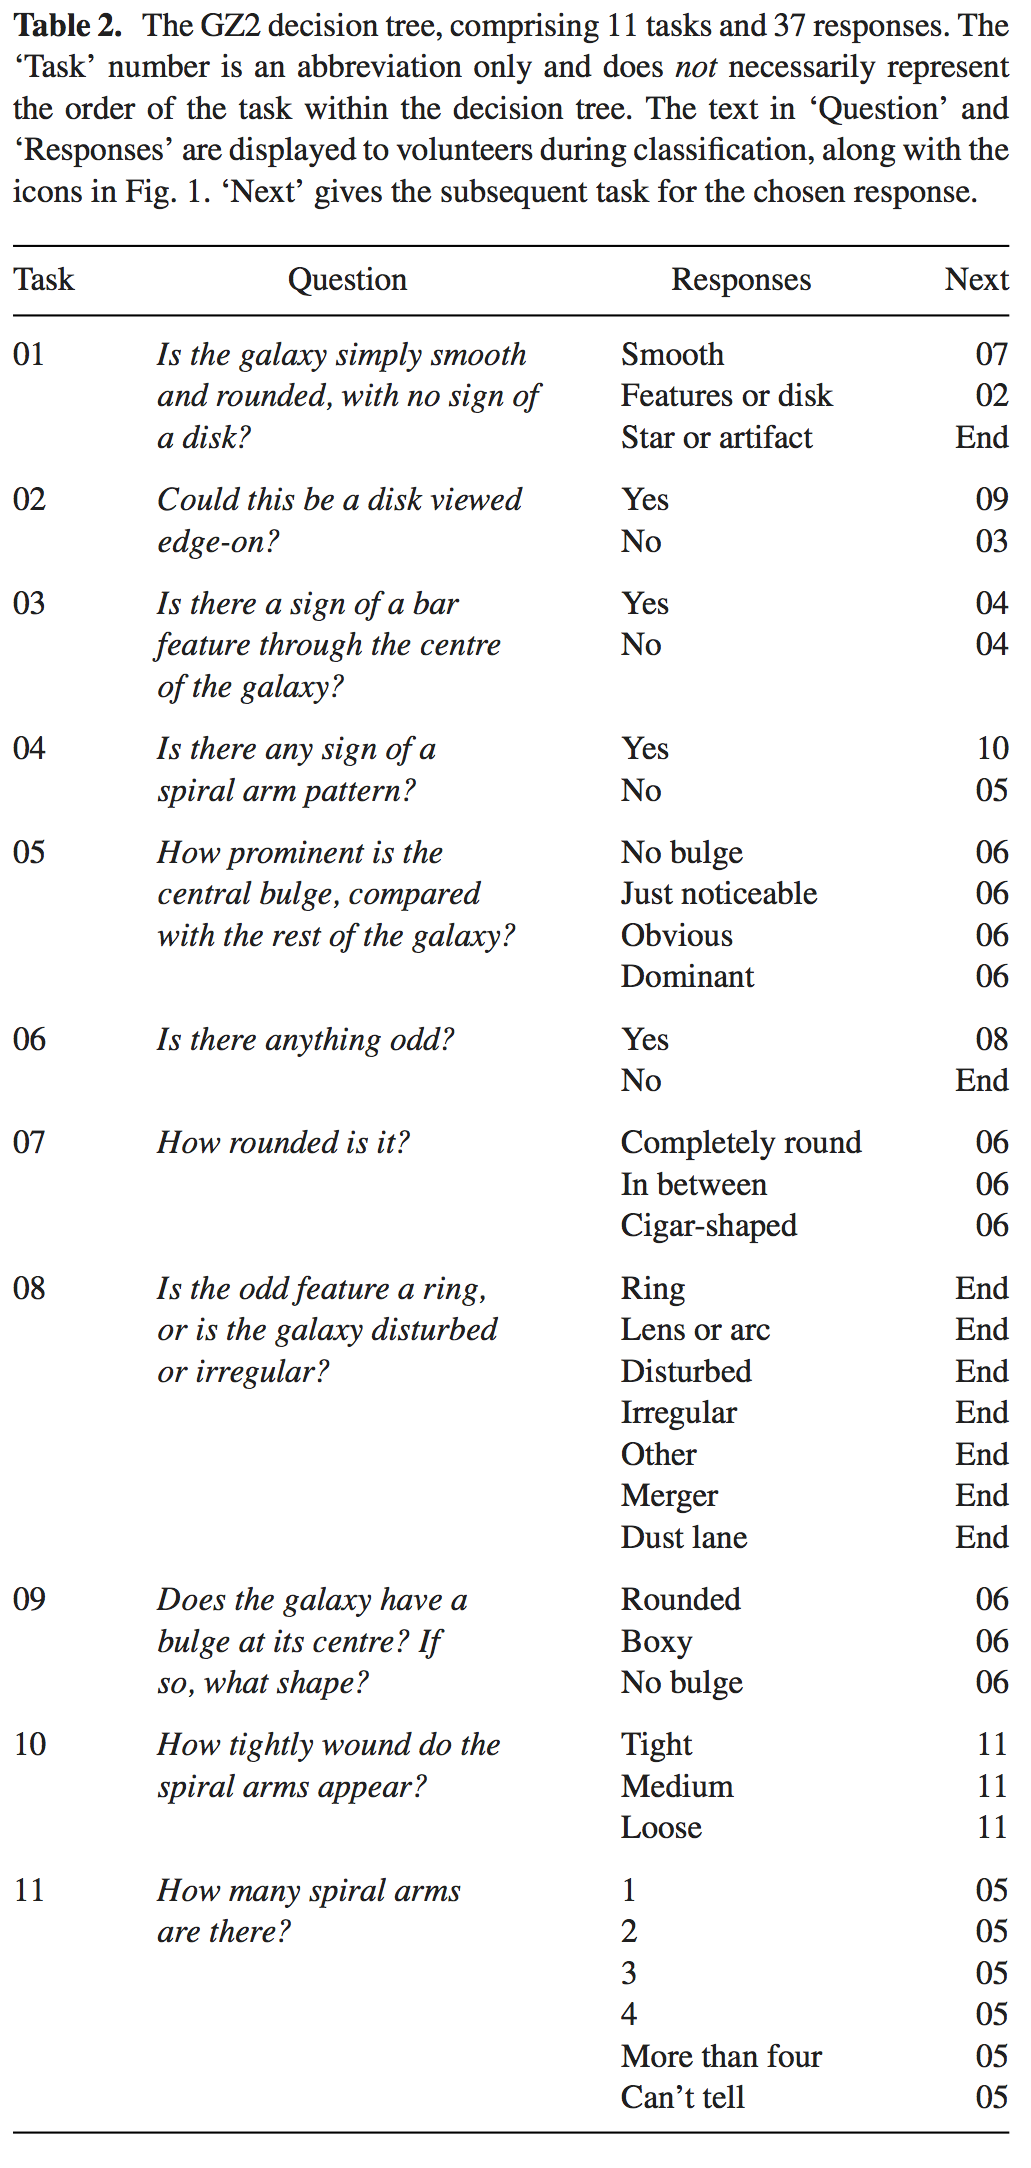 Table 2. The GZ2 decision tree, comprising 11 tasks and 37 responses. The
‘Task’ number is an abbreviation only and does not necessarily represent
the order of the task within the decision tree. The text in ‘Question’ and
‘Responses’ are displayed to volunteers during classification, along with the
icons in Fig. 1. ‘Next’ gives the subsequent task for the chosen response.
Task Question Responses Next
01 Is the galaxy simply smooth Smooth 07
and rounded, with no sign of Features or disk 02
a disk? Star or artifact End
02 Could this be a disk viewed Yes 09
edge-on? No 03
03 Is there a sign of a bar Yes 04
feature through the centre No 04
of the galaxy?
04 Is there any sign of a Yes 10
spiral arm pattern? No 05
05 How prominent is the No bulge 06
central bulge, compared Just noticeable 06
with the rest of the galaxy? Obvious 06
Dominant 06
06 Is there anything odd? Yes 08
No End
07 How rounded is it? Completely round 06
In between 06
Cigar-shaped 06
08 Is the odd feature a ring, Ring End
or is the galaxy disturbed Lens or arc End
or irregular? Disturbed End
Irregular End
Other End
Merger End
Dust lane End
09 Does the galaxy have a Rounded 06
bulge at its centre? If Boxy 06
so, what shape? No bulge 06
10 How tightly wound do the Tight 11
spiral arms appear? Medium 11
Loose 11
11 How many spiral arms 1 05
are there? 2 05
3 05
4 05
More than four 05
Can’t tell 05